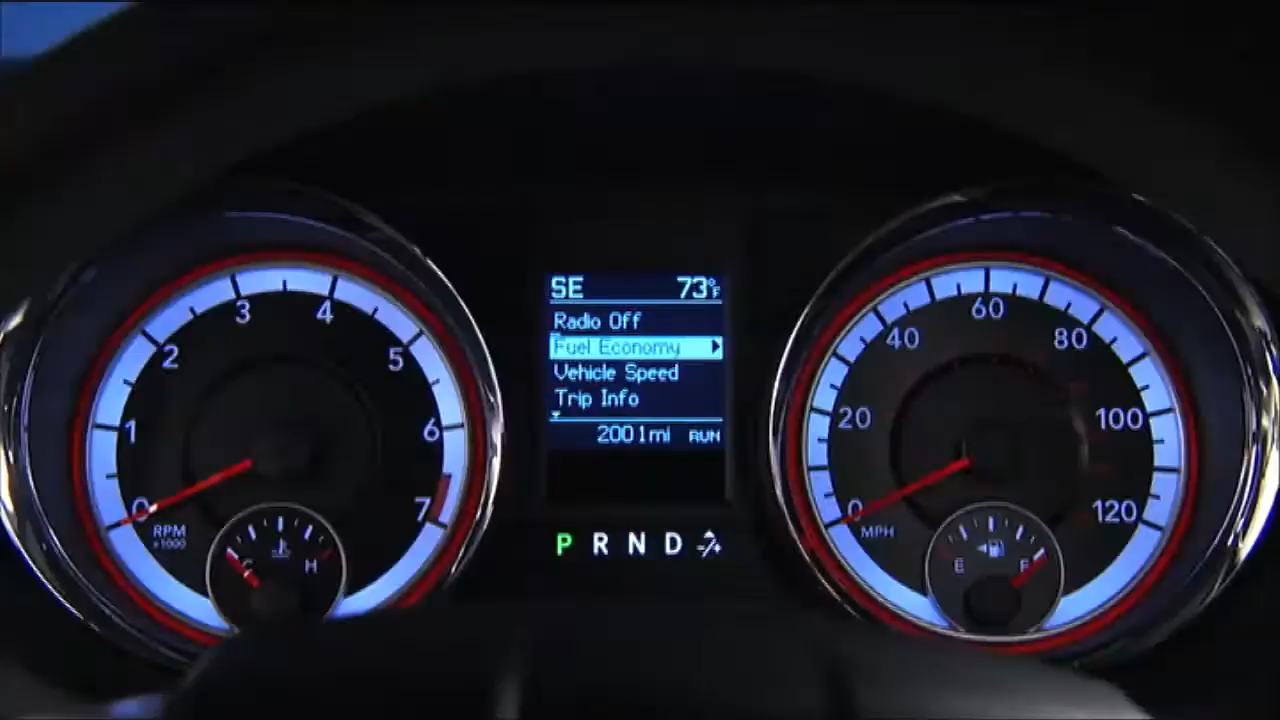 SE 73°F
Radio Off
Fuel Economy
Vehicle Speed
Trip Info
2001mi RUN
P R N D -/+
0 1 2 3 4 5 6 7
RPM
x1000
C H
0 20 40 60 80 100 120
MPH
E F